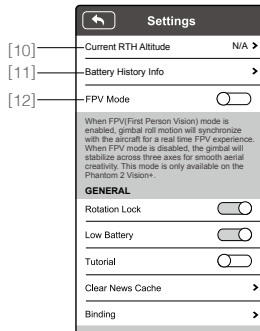 Settings
[10] Current RTH Altitude N/A >
[11] Battery History Info >
[12] FPV Mode
When FPV(First Person Vision) mode is
enabled, gimbal roll motion will synchronize
with the aircraft for a real time FPV experience.
When FPV mode is disabled, the gimbal will
stabilize across three axes for smooth aerial
creativity. This mode is only available on the
Phantom 2 Vision+.
GENERAL
Rotation Lock
Low Battery
Tutorial
Clear News Cache >
Binding >